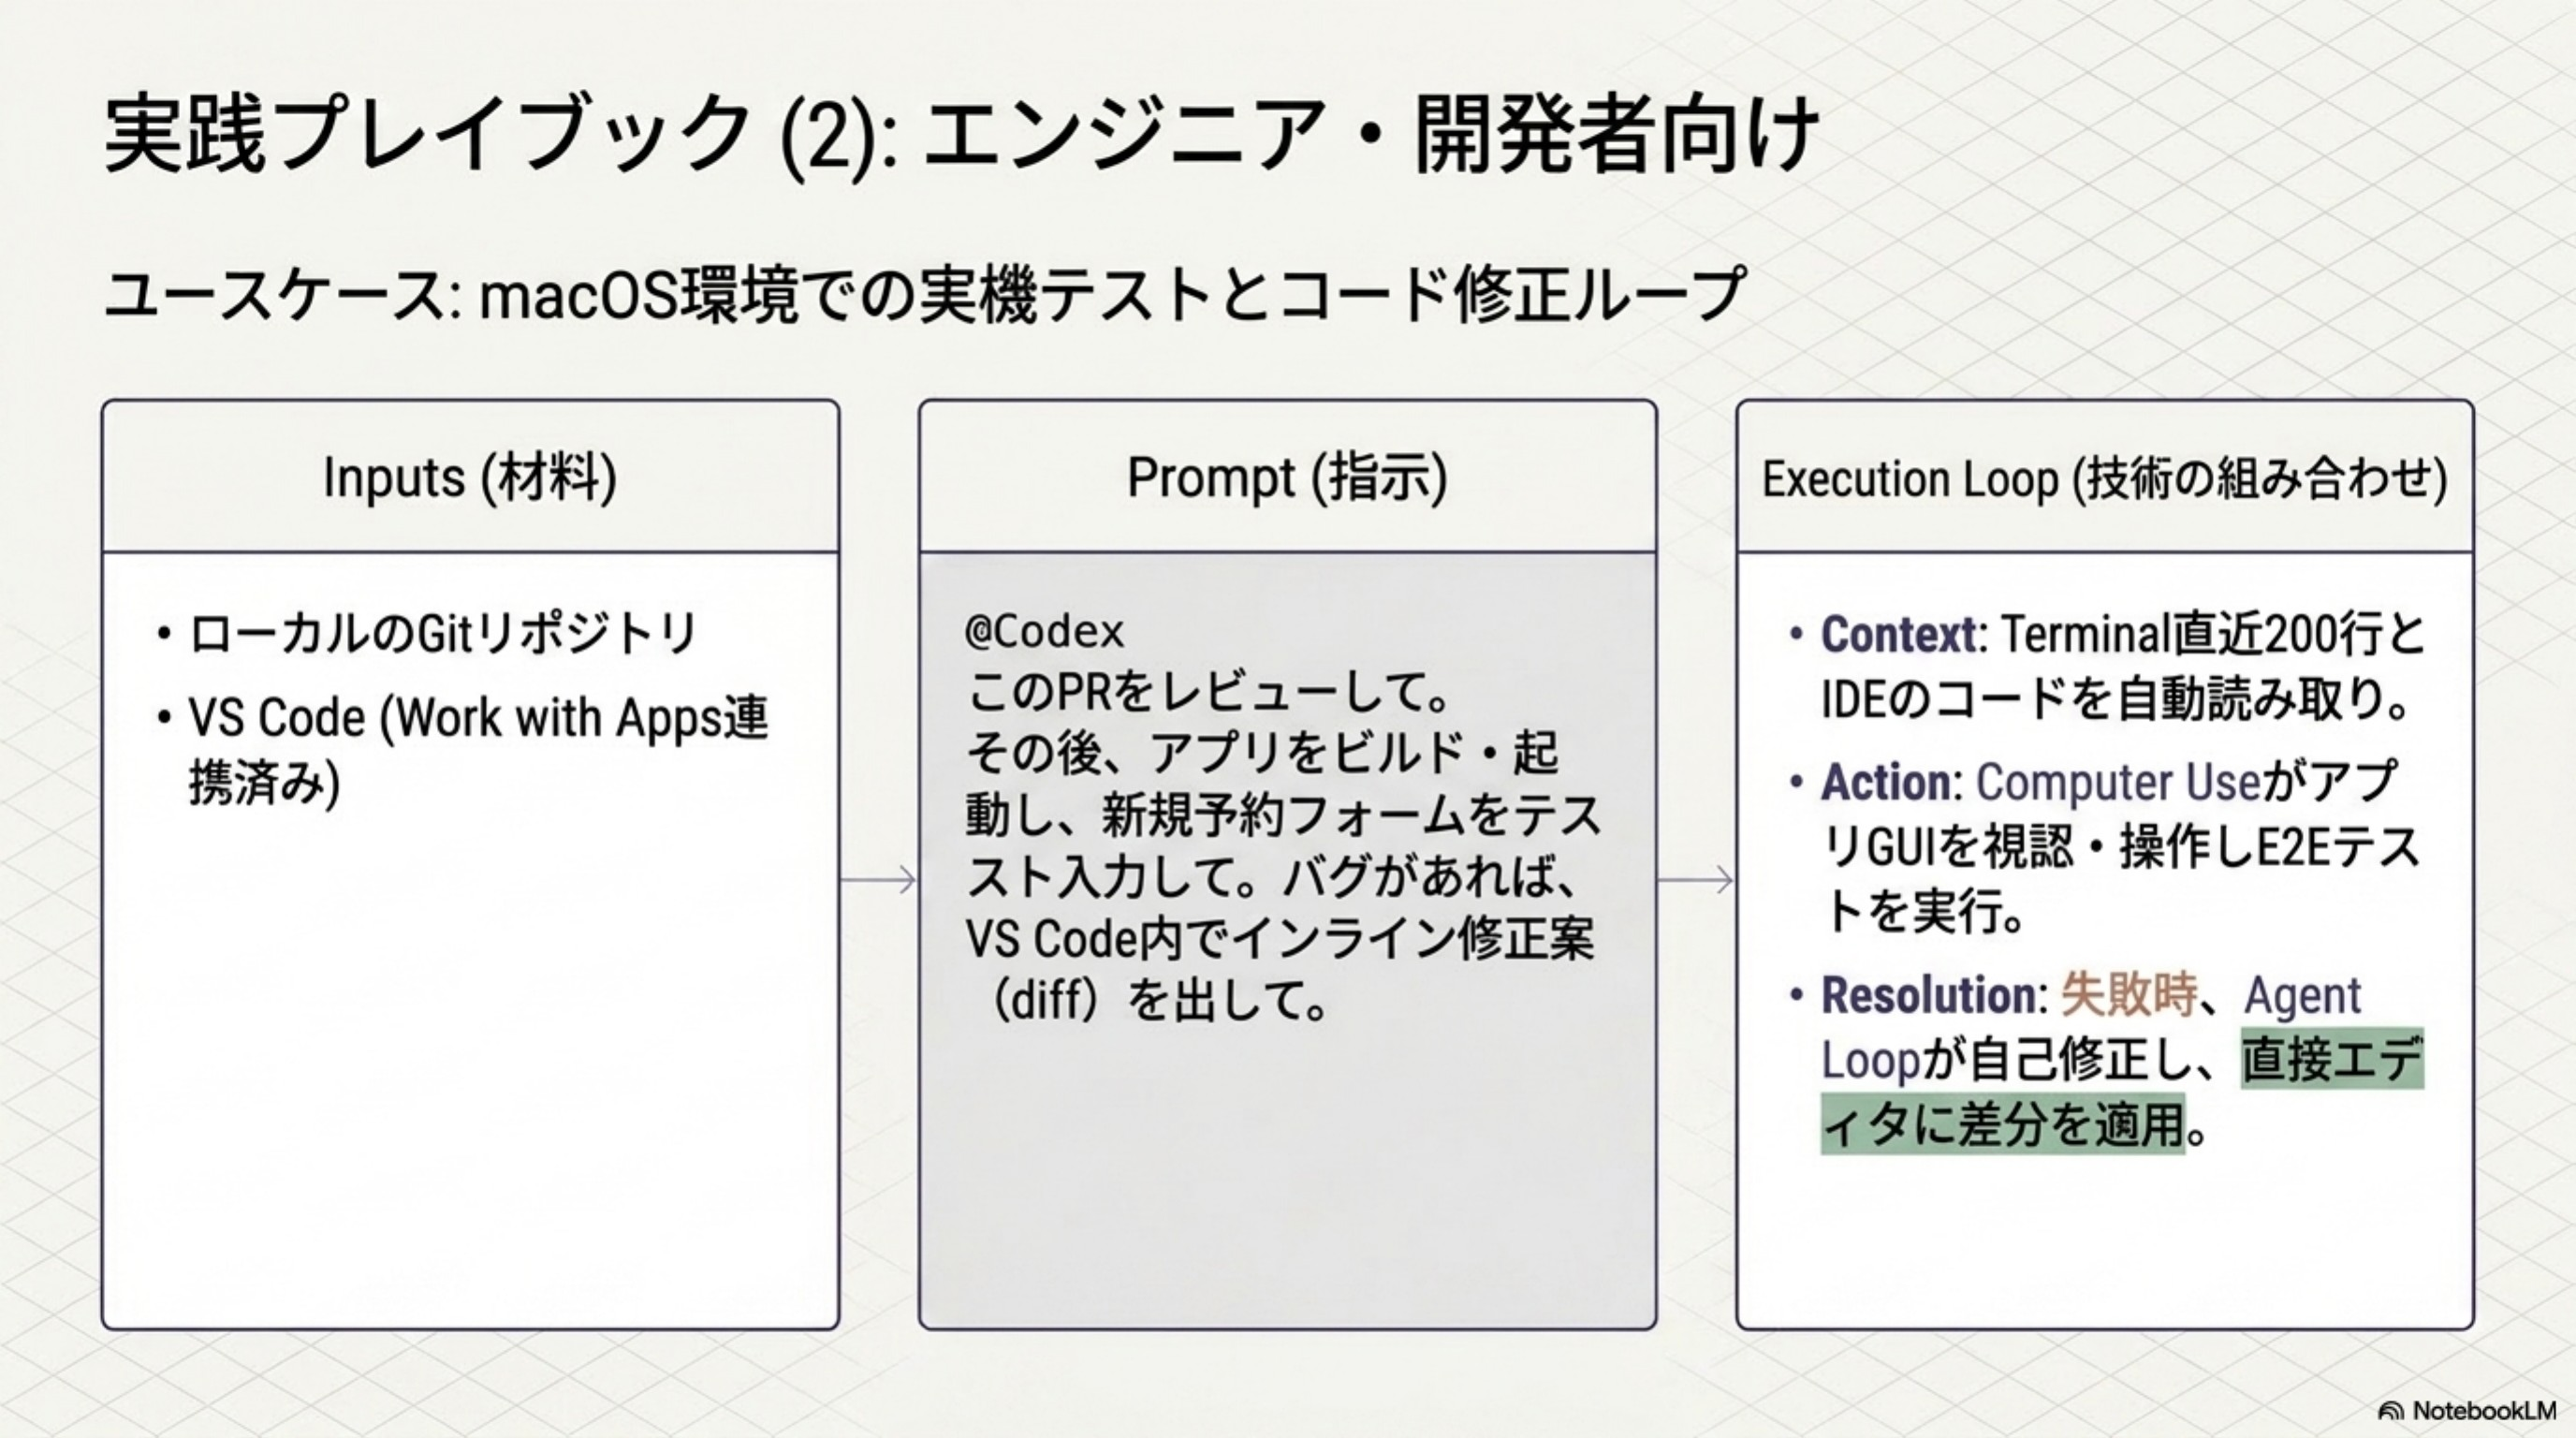 実践プレイブック (2): エンジニア・開発者向け
ユースケース: macOS環境での実機テストとコード修正ループ
Inputs (材料)
• ローカルのGitリポジトリ
• VS Code (Work with Apps連
携済み)
Prompt (指示)
@Codex
このPRをレビューして。
その後、アプリをビルド・起
動し、新規予約フォームをテス
スト入力して。バグがあれば、
VS Code内でインライン修正案
（diff）を出して。
Execution Loop (技術の組み合わせ)
• Context: Terminal直近200行と
IDEのコードを自動読み取り。
• Action: Computer Useがアプ
リGUIを視認・操作しE2Eテス
トを実行。
• Resolution: 失敗時、Agent
Loopが自己修正し、直接エデ
ィタに差分を適用。
NotebookLM